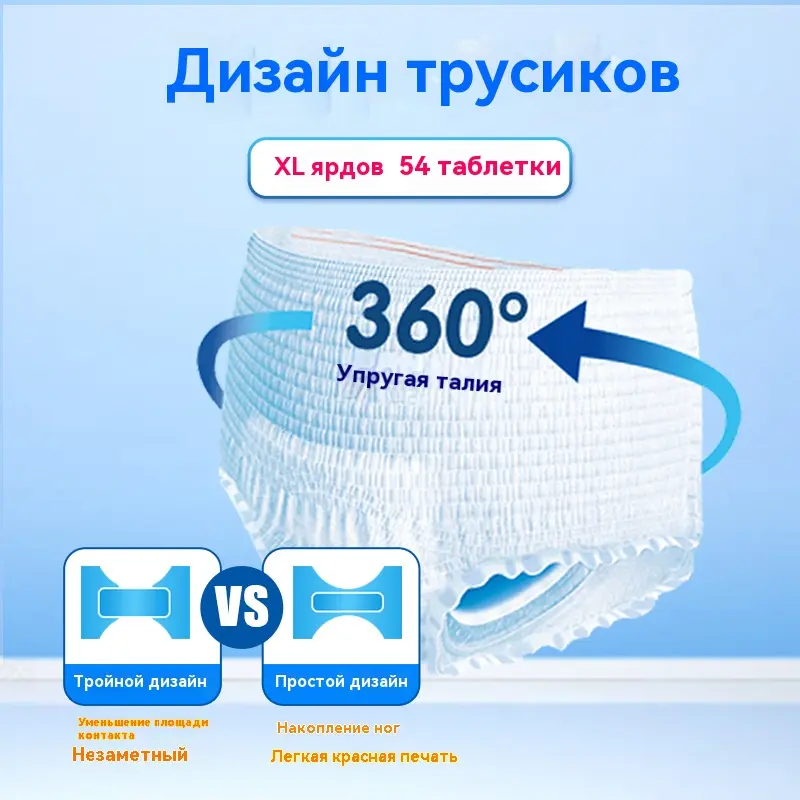 Дизайн трусиков
XL ярдов 54 таблетки
360°
Упругая талия
VS
Тройной дизайн
Простой дизайн
Уменьшение площади
контакта
Незаметный
Накопление ног
Легкая красная печать